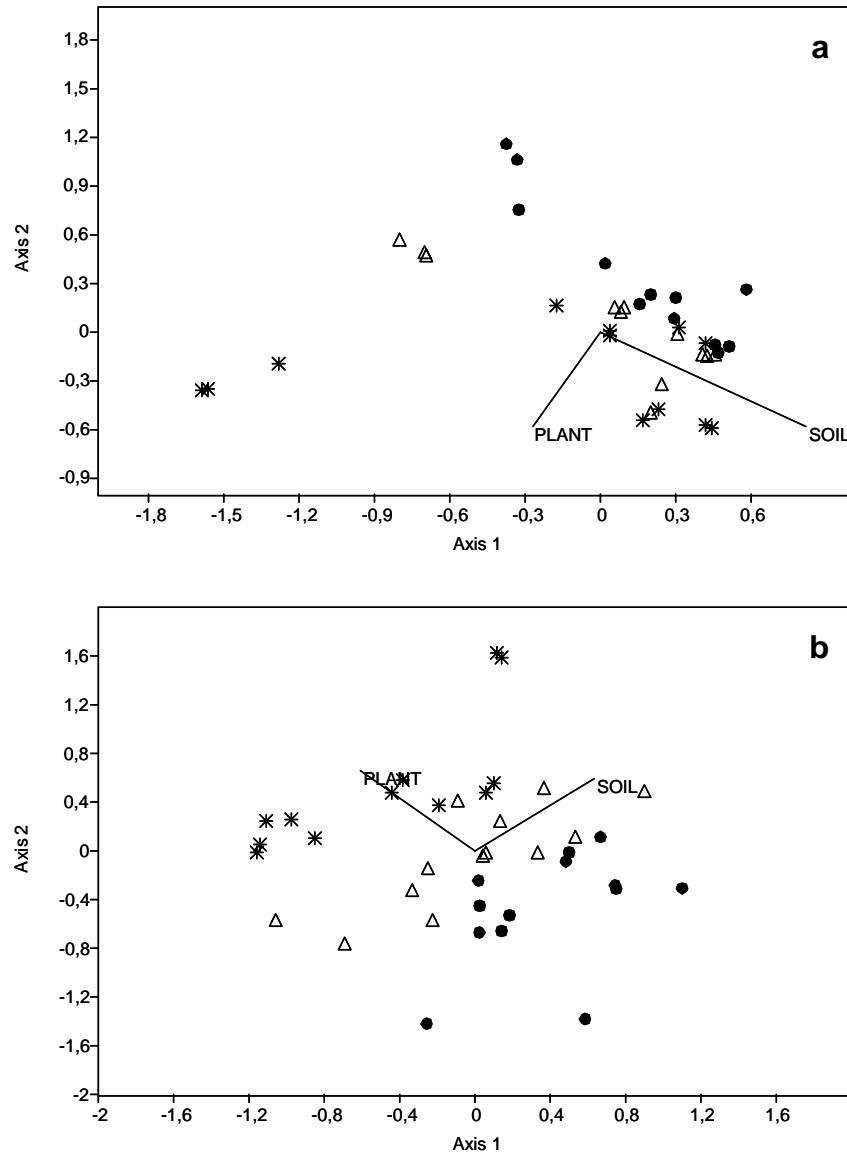 a
1,8
1,5
1,2
0,9
0,6
0,3
0
-0,3
-0,6
-0,9
Axis 2
PLANT
SOIL
-1,8 -1,5 -1,2 -0,9 -0,6 -0,3 0 0,3 0,6
Axis 1
b
1,6
1,2
0,8
0,4
0
-0,4
-0,8
-1,2
-1,6
-2
Axis 2
PLANT
SOIL
-2 -1,6 -1,2 -0,8 -0,4 0 0,4 0,8 1,2 1,6
Axis 1